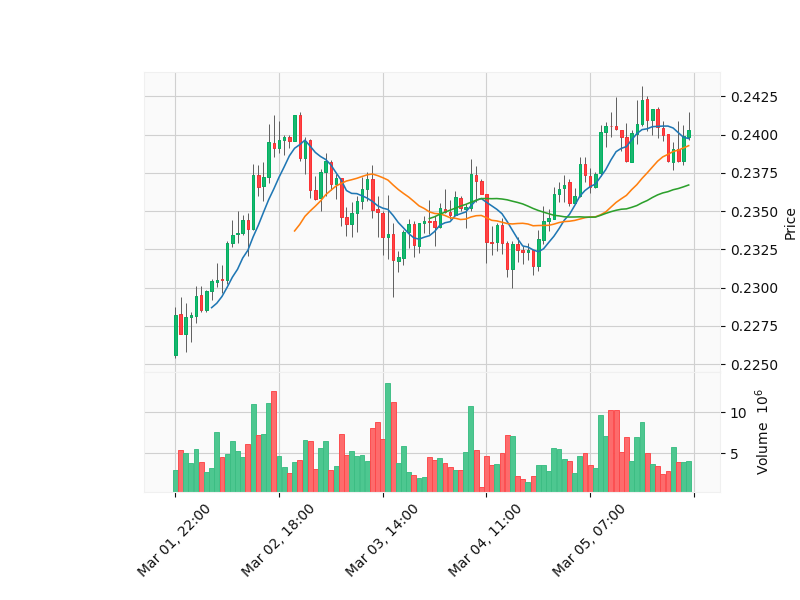 0.2425
0.2400
0.2375
0.2350
0.2325
0.2300
0.2275
0.2250
Price
10
5
Volume 10⁶
Mar 01, 22:00
Mar 02, 18:00
Mar 03, 14:00
Mar 04, 11:00
Mar 05, 07:00